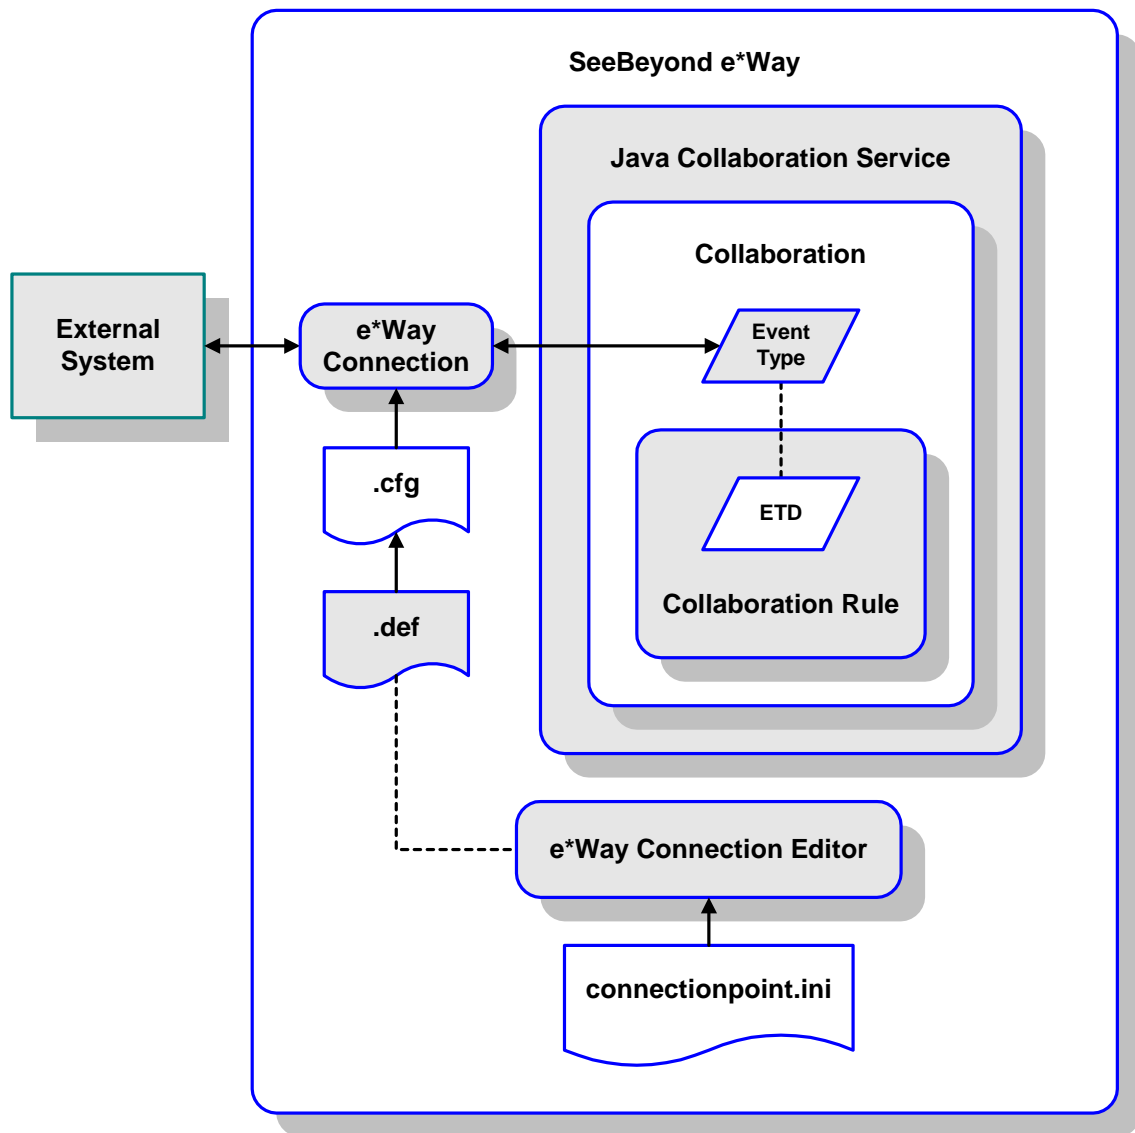 SeeBeyond e*Way
Java Collaboration Service
Collaboration
External
System
e*Way
Connection
Event
Type
.cfg
ETD
Collaboration Rule
.def
e*Way Connection Editor
connectionpoint.ini